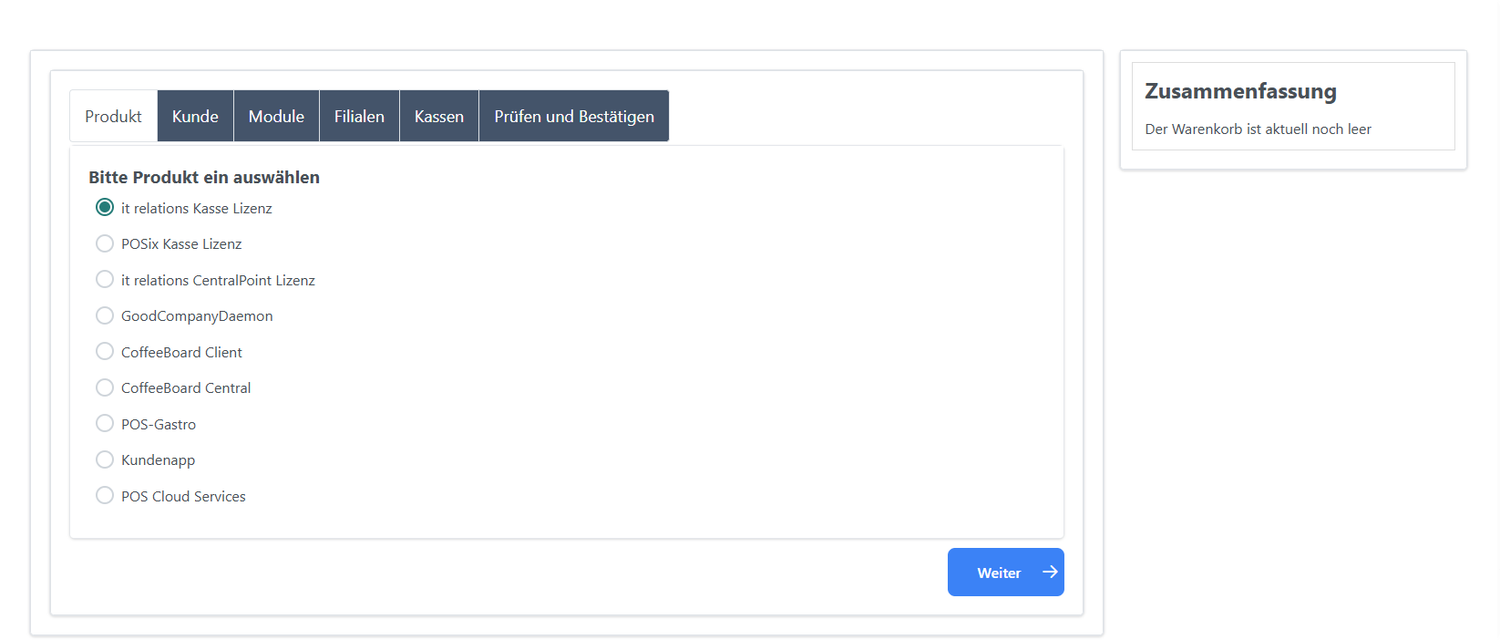 Produkt
Kunde
Module
Filialen
Kassen
Prüfen und Bestätigen
Bitte Produkt ein auswählen
it relations Kasse Lizenz
POSix Kasse Lizenz
it relations CentralPoint Lizenz
GoodCompanyDaemon
CoffeeBoard Client
CoffeeBoard Central
POS-Gastro
Kundenapp
POS Cloud Services
Weiter
Zusammenfassung
Der Warenkorb ist aktuell noch leer